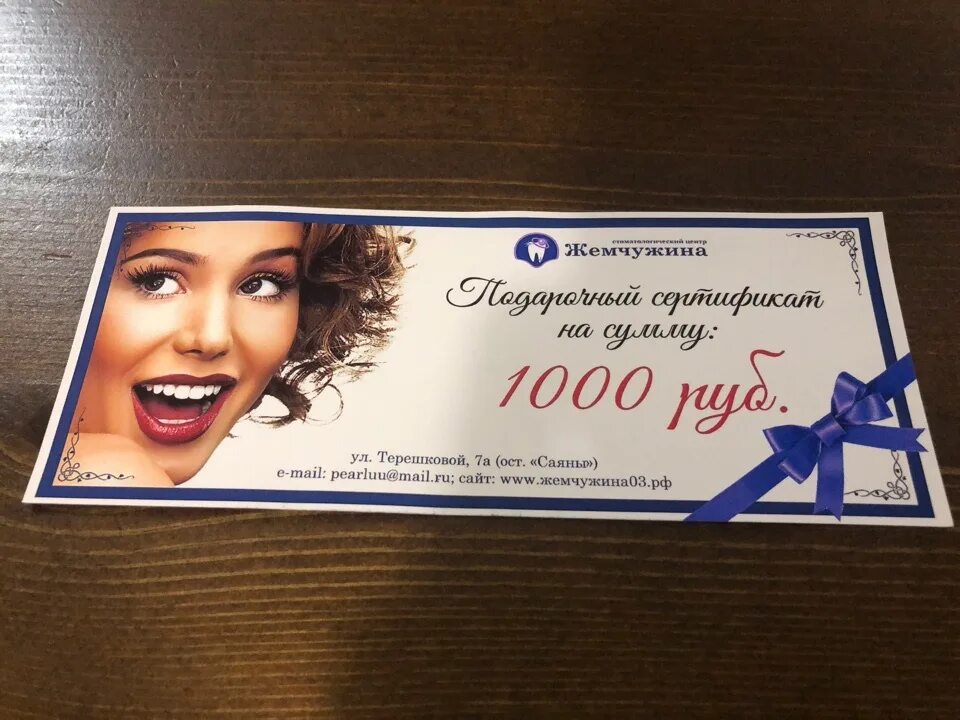 стоматологический центр
Жемчужина
Подарочный сертификат
на сумму:
1000 руб.
ул. Терешковой, 7а (ост. «Саяны»)
e-mail: pearluu@mail.ru; сайт: www.жемчужина03.рф